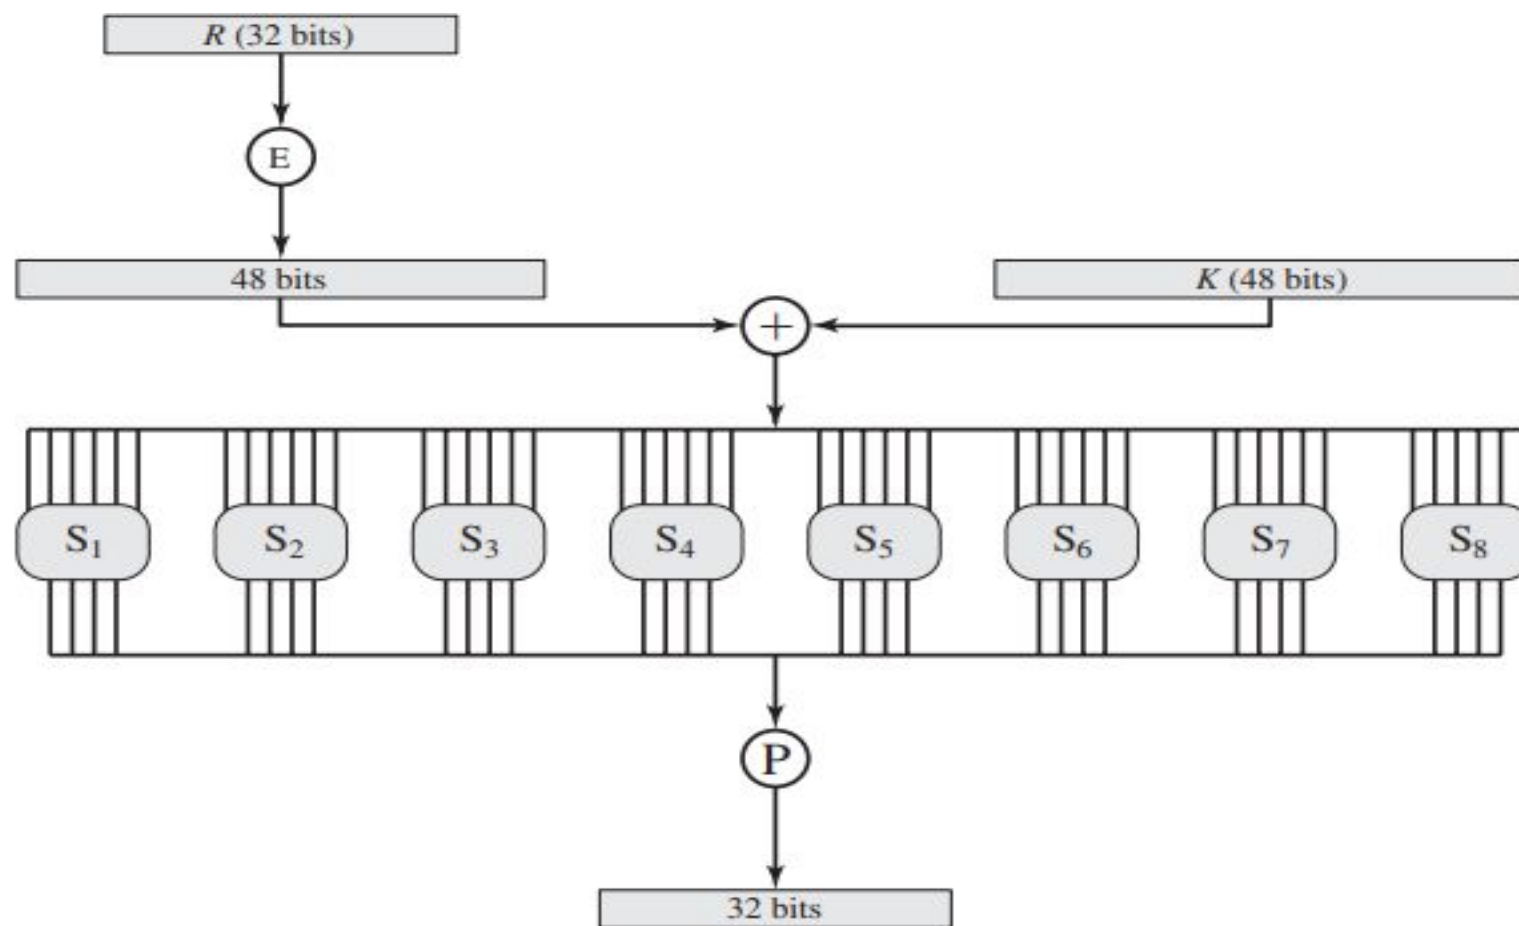 R (32 bits)
E
48 bits
K (48 bits)
+
S₁ S₂ S₃ S₄ S₅ S₆ S₇ S₈
P
32 bits